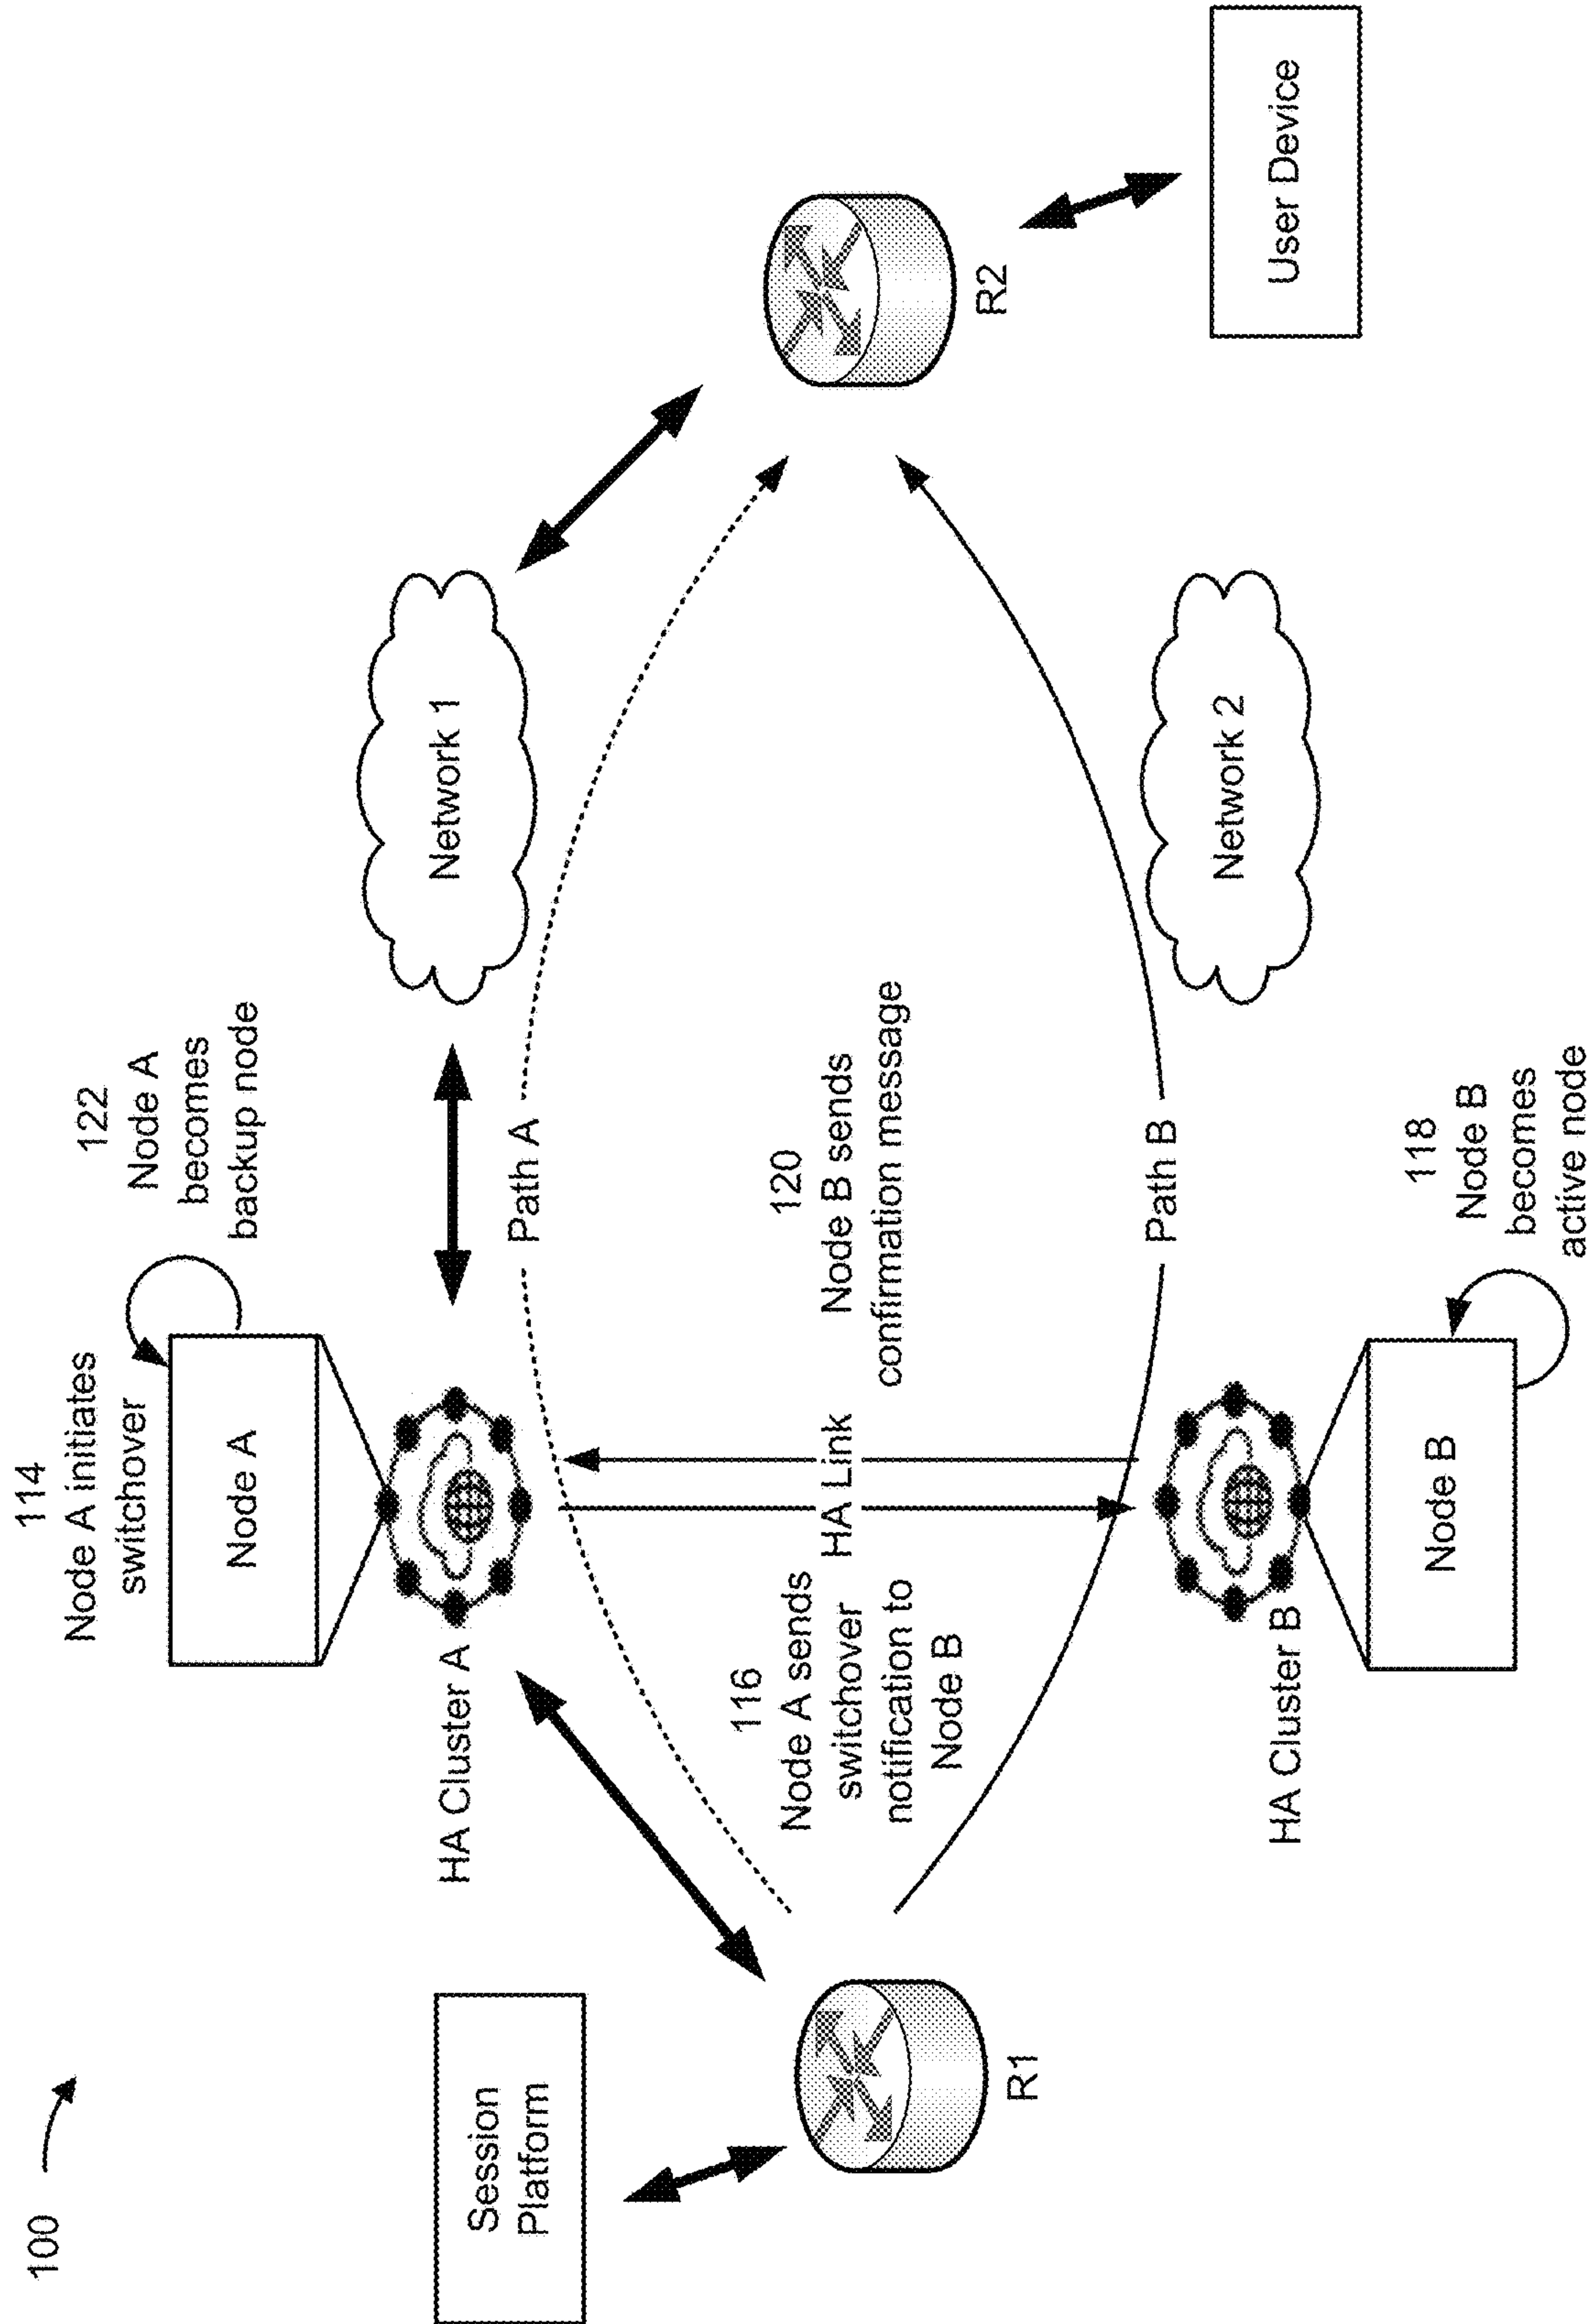 100
114
Node A initiates
switchover
122
Node A
becomes
backup node
Node A
HA Cluster A
Network 1
Path A
Session
Platform
R1
116
Node A sends
switchover
notification to
Node B
HA Link
120
Node B sends
confirmation message
R2
Path B
Network 2
User Device
HA Cluster B
Node B
118
Node B
becomes
active node